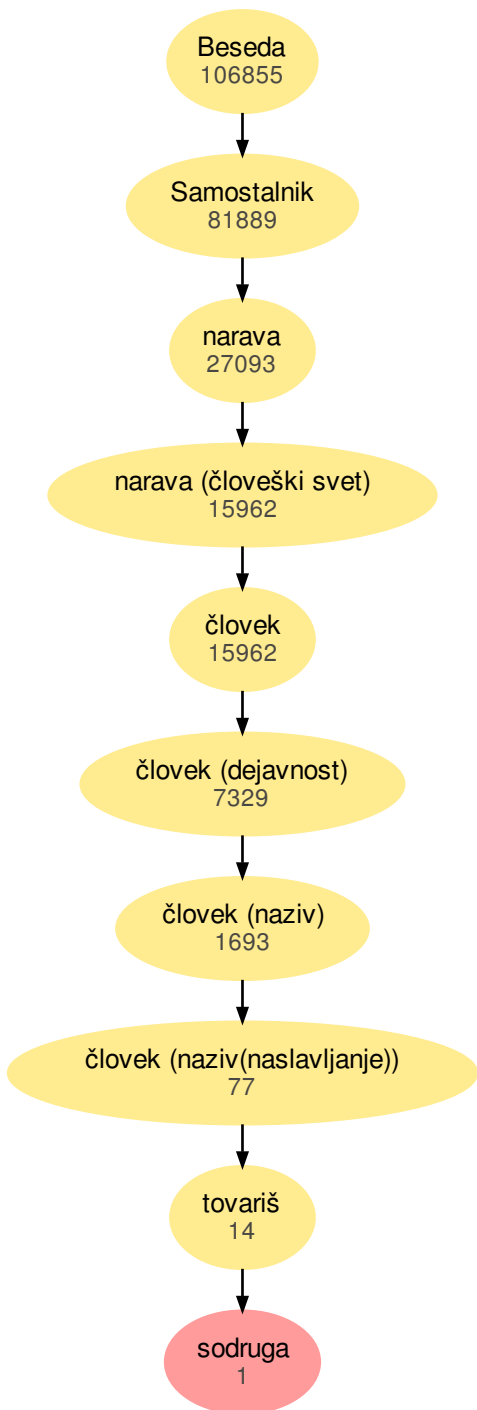 Beseda
106855
Samostalnik
81889
narava
27093
narava (človeški svet)
15962
človek
15962
človek (dejavnost)
7329
človek (naziv)
1693
človek (naziv(naslavljanje))
77
tovariš
14
sodruga
1